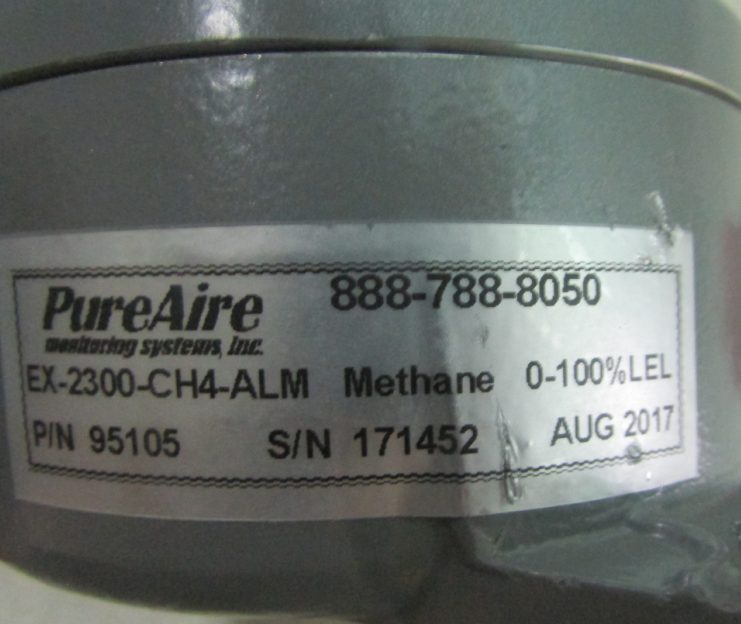 PureAire 888-788-8050
monitoring systems, Inc.
EX-2300-CH4-ALM Methane 0-100%LEL
P/N 95105 S/N 171452 AUG 2017